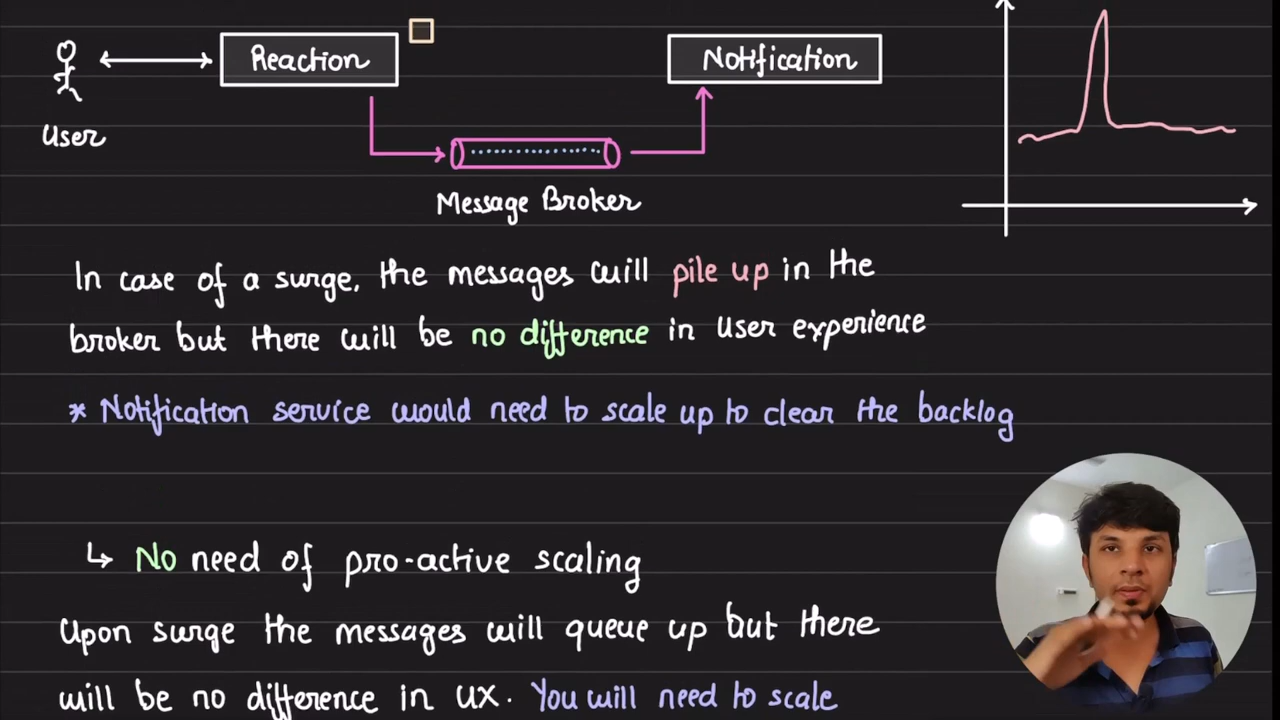 Reaction
Notification
User
Message Broker
In case of a surge, the messages will pile up in the
broker but there will be no difference in user experience
* Notification service would need to scale up to clear the backlog
↳ No need of pro-active scaling
Upon surge the messages will queue up but there
will be no difference in UX. You will need to scale